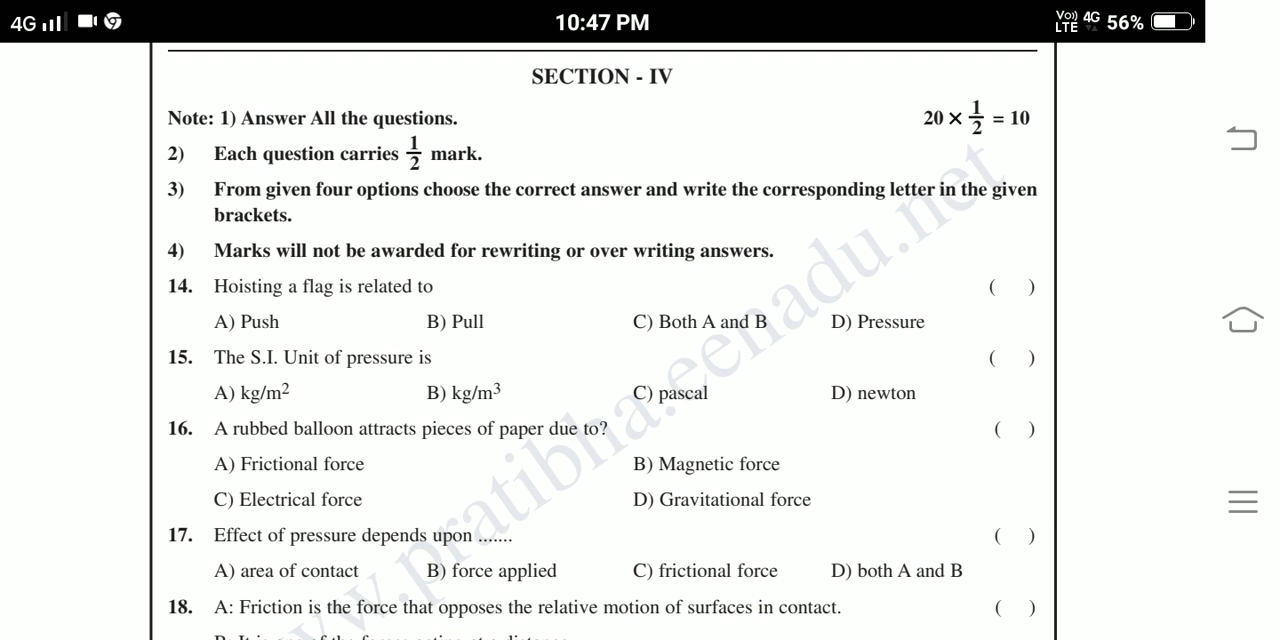 4G 10:47 PM Vo)) LTE 4G 56%
SECTION - IV
Note: 1) Answer All the questions. 20 × 1/2 = 10
2) Each question carries 1/2 mark.
3) From given four options choose the correct answer and write the corresponding letter in the given
brackets.
4) Marks will not be awarded for rewriting or over writing answers.
14. Hoisting a flag is related to ( )
A) Push B) Pull C) Both A and B D) Pressure
15. The S.I. Unit of pressure is ( )
A) kg/m² B) kg/m³ C) pascal D) newton
16. A rubbed balloon attracts pieces of paper due to? ( )
A) Frictional force B) Magnetic force
C) Electrical force D) Gravitational force
17. Effect of pressure depends upon ....... ( )
A) area of contact B) force applied C) frictional force D) both A and B
18. A: Friction is the force that opposes the relative motion of surfaces in contact. ( )
www.pratibha.eenadu.net